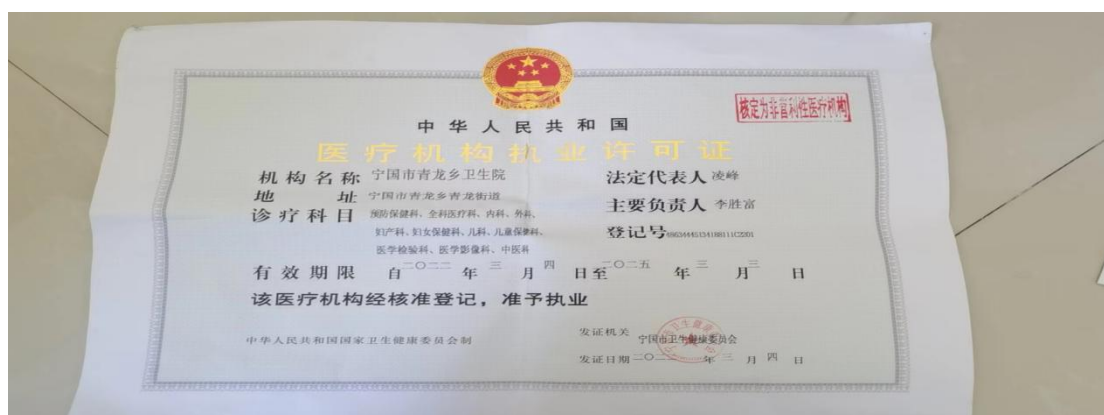 核定为非营利性医疗机构
中华人民共和国
医疗机构执业许可证
机构名称 宁国市青龙乡卫生院
法定代表人 凌峰
地址 宁国市青龙乡青龙街道
主要负责人 李胜富
诊疗科目 预防保健科、全科医疗科、内科、外科、
妇产科、妇女保健科、儿科、儿童保健科、
医学检验科、医学影像科、中医科
登记号
有效期限 自二〇二二年三月四日至二〇二五年三月三日
该医疗机构经核准登记，准予执业
中华人民共和国国家卫生健康委员会制
发证机关 宁国市卫生健康委员会
发证日期 二〇二二年三月四日